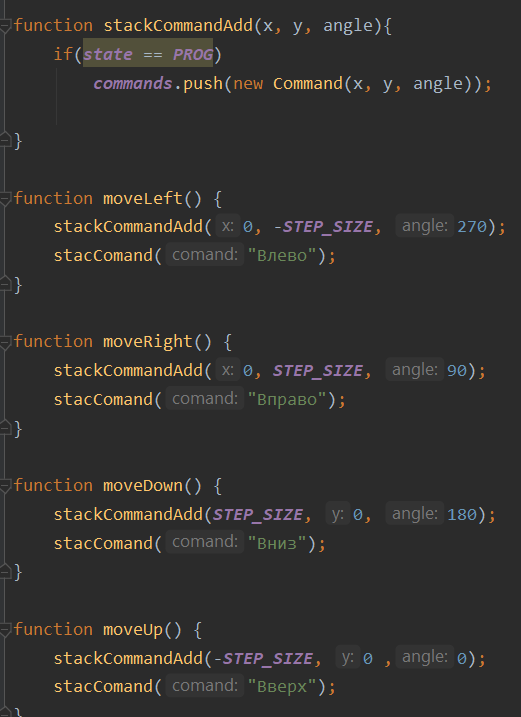 function stackCommandAdd(x, y, angle){
if(state == PROG)
commands.push(new Command(x, y, angle));
}
function moveLeft() {
stackCommandAdd( x: 0, -STEP_SIZE, angle: 270);
stacComand( comand: "Влево");
}
function moveRight() {
stackCommandAdd( x: 0, STEP_SIZE, angle: 90);
stacComand( comand: "Вправо");
}
function moveDown() {
stackCommandAdd(STEP_SIZE, y: 0, angle: 180);
stacComand( comand: "Вниз");
}
function moveUp() {
stackCommandAdd(-STEP_SIZE, y: 0 , angle: 0);
stacComand( comand: "Вверх");
}